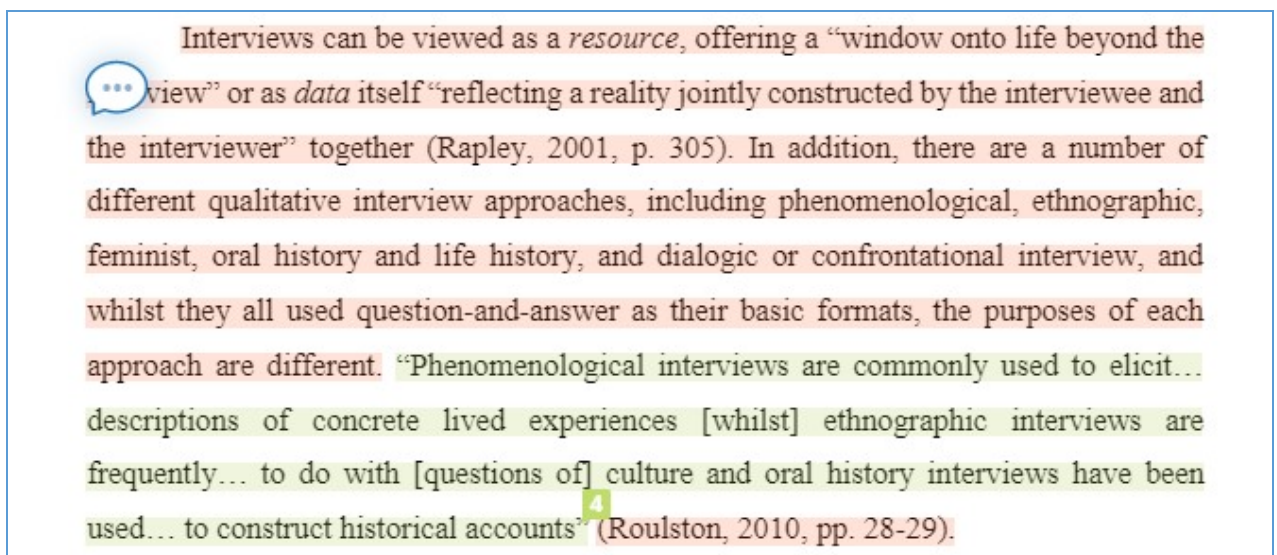 Interviews can be viewed as a resource, offering a “window onto life beyond the
view” or as data itself “reflecting a reality jointly constructed by the interviewee and
the interviewer” together (Rapley, 2001, p. 305). In addition, there are a number of
different qualitative interview approaches, including phenomenological, ethnographic,
feminist, oral history and life history, and dialogic or confrontational interview, and
whilst they all used question-and-answer as their basic formats, the purposes of each
approach are different. “Phenomenological interviews are commonly used to elicit…
descriptions of concrete lived experiences [whilst] ethnographic interviews are
frequently… to do with [questions of] culture and oral history interviews have been
4
used… to construct historical accounts” (Roulston, 2010, pp. 28-29).